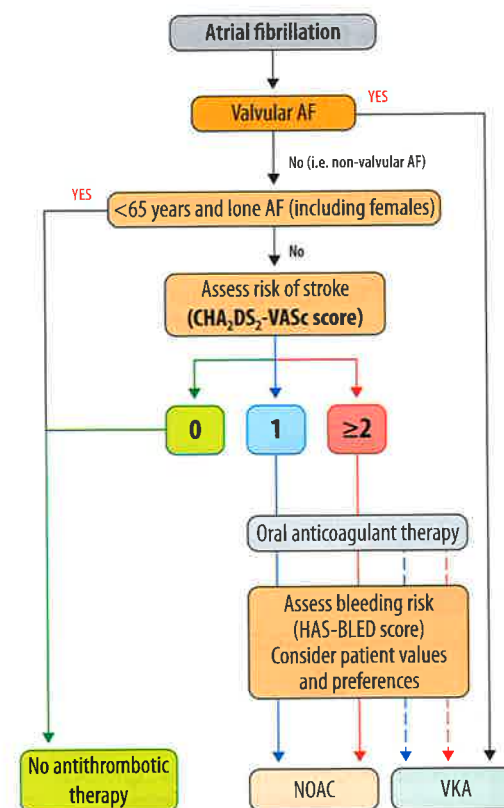 Atrial fibrillation
Valvular AF
YES
No (i.e. non-valvular AF)
YES
<65 years and lone AF (including females)
No
Assess risk of stroke
(CHA₂DS₂-VASc score)
0
1
≥2
Oral anticoagulant therapy
Assess bleeding risk
(HAS-BLED score)
Consider patient values
and preferences
No antithrombotic
therapy
NOAC
VKA